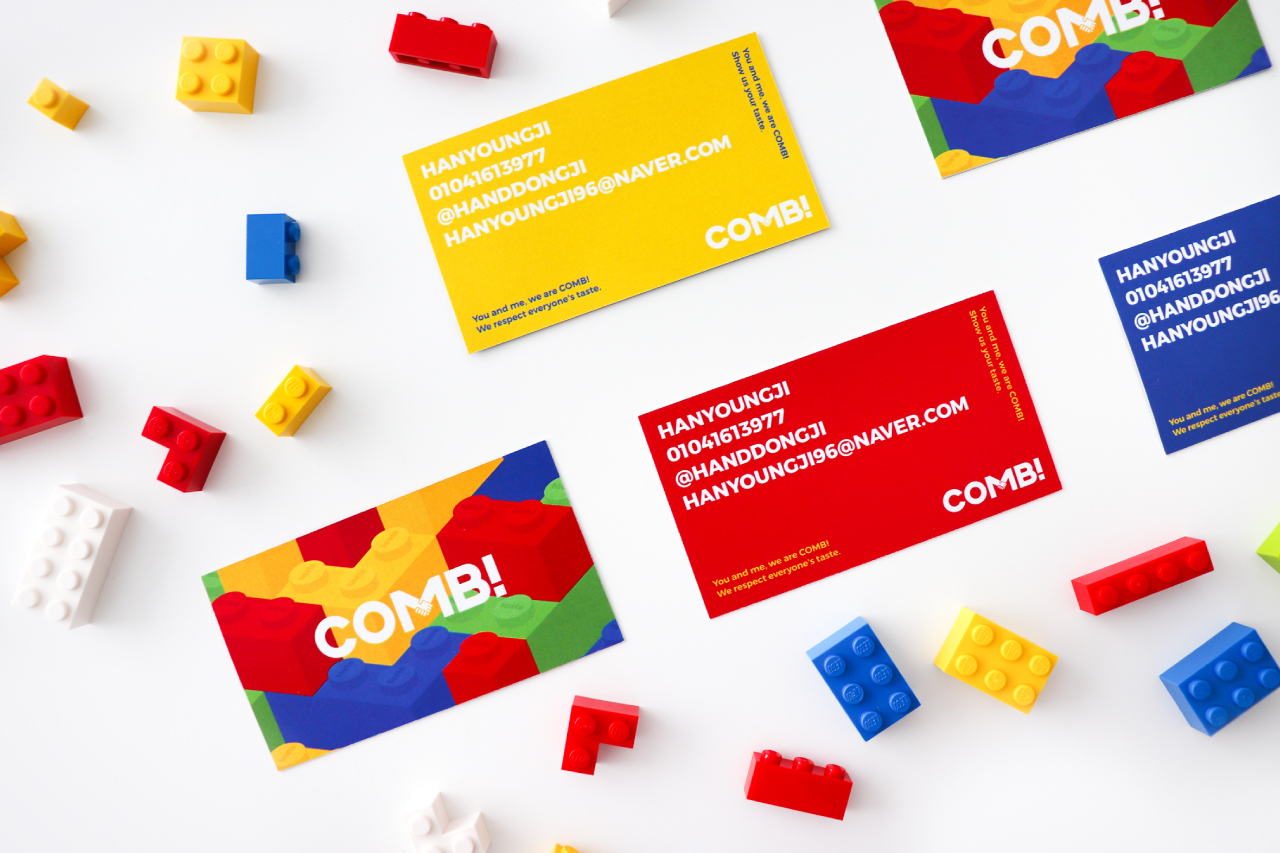 COMB!
You and me, we are COMB!
Show us your taste.
HANYOUNGJI
01041613977
@HANDDONGJI
HANYOUNGJI96@NAVER.COM
COMB!
You and me, we are COMB!
We respect everyone's taste.
HANYOUNGJI
01041613977
@HANDDONGJI
HANYOUNGJI96
You and me, we are COMB!
We respect everyone's taste
You and me, we are COMB!
Show us your taste.
HANYOUNGJI
01041613977
@HANDDONGJI
HANYOUNGJI96@NAVER.COM
COMB!
You and me, we are COMB!
We respect everyone's taste.
COMB!